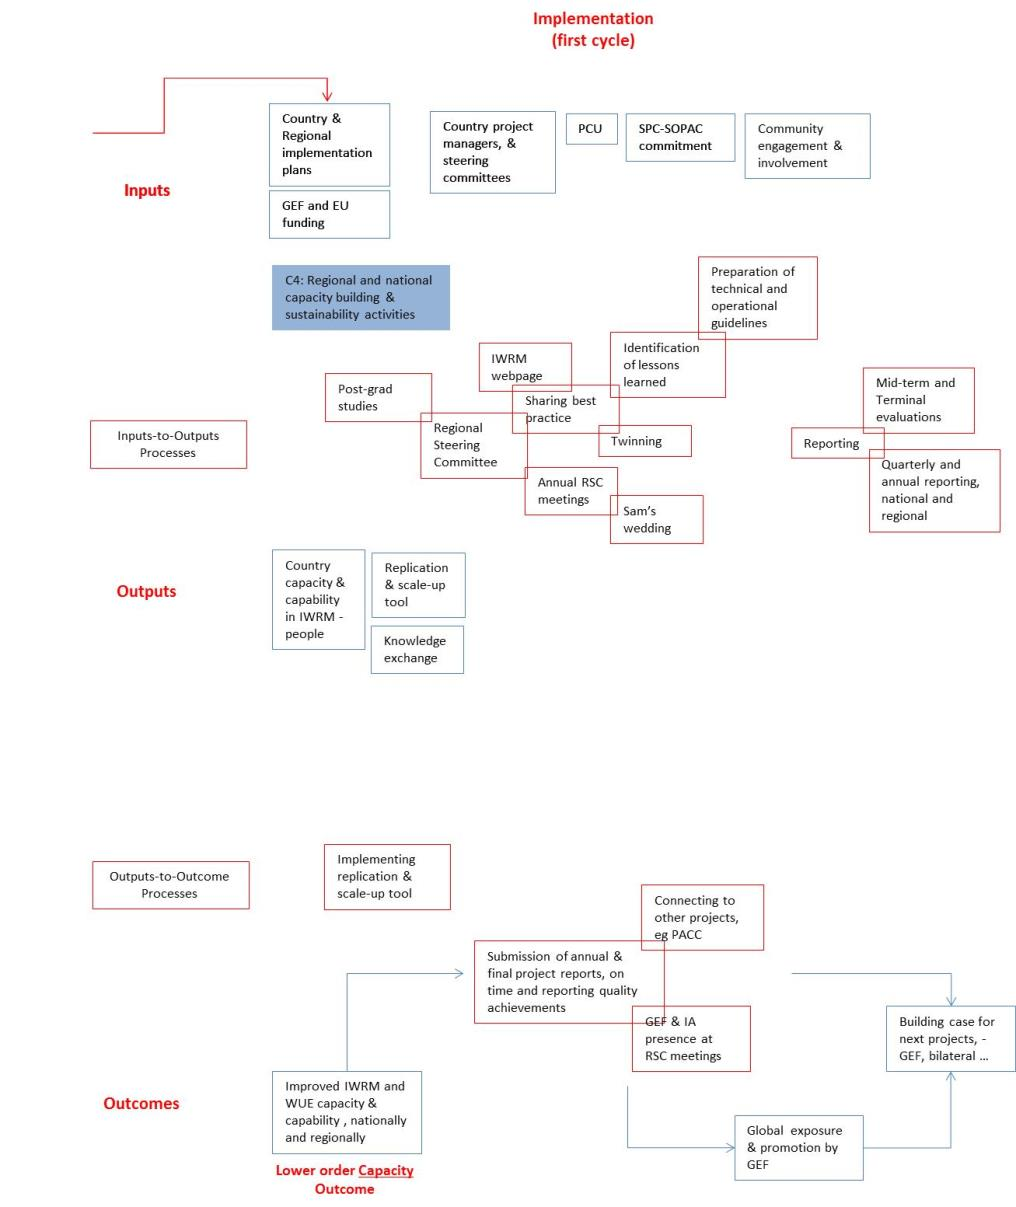 Implementation
(first cycle)
Country &
Regional
implementation
plans
Country project
managers, &
steering
committees
PCU
SPC-SOPAC
commitment
Community
engagement &
involvement
Inputs
GEF and EU
funding
C4: Regional and national
capacity building &
sustainability activities
Preparation of
technical and
operational
guidelines
Identification
of lessons
learned
IWRM
webpage
Post-grad
studies
Sharing best
practice
Mid-term and
Terminal
evaluations
Inputs-to-Outputs
Processes
Regional
Steering
Committee
Twinning
Reporting
Quarterly and
annual reporting,
national and
regional
Annual RSC
meetings
Sam's
wedding
Outputs
Country
capacity &
capability
in IWRM -
people
Replication
& scale-up
tool
Knowledge
exchange
Outputs-to-Outcome
Processes
Implementing
replication &
scale-up tool
Connecting to
other projects,
eg PACC
Submission of annual &
final project reports, on
time and reporting quality
achievements
GEF & IA
presence at
RSC meetings
Building case for
next projects, -
GEF, bilateral ...
Outcomes
Improved IWRM and
WUE capacity &
capability , nationally
and regionally
Global exposure
& promotion by
GEF
Lower order Capacity
Outcome